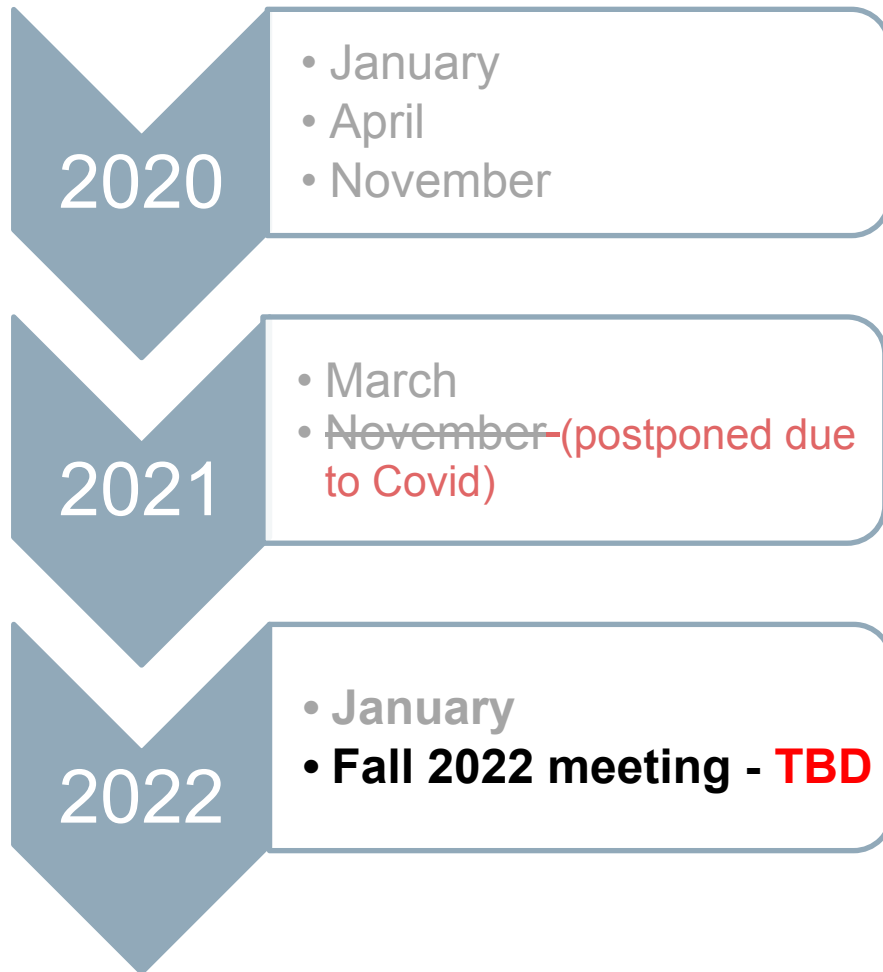 2020
• January
• April
• November
2021
• March
• November (postponed due
to Covid)
2022
• January
• Fall 2022 meeting - TBD